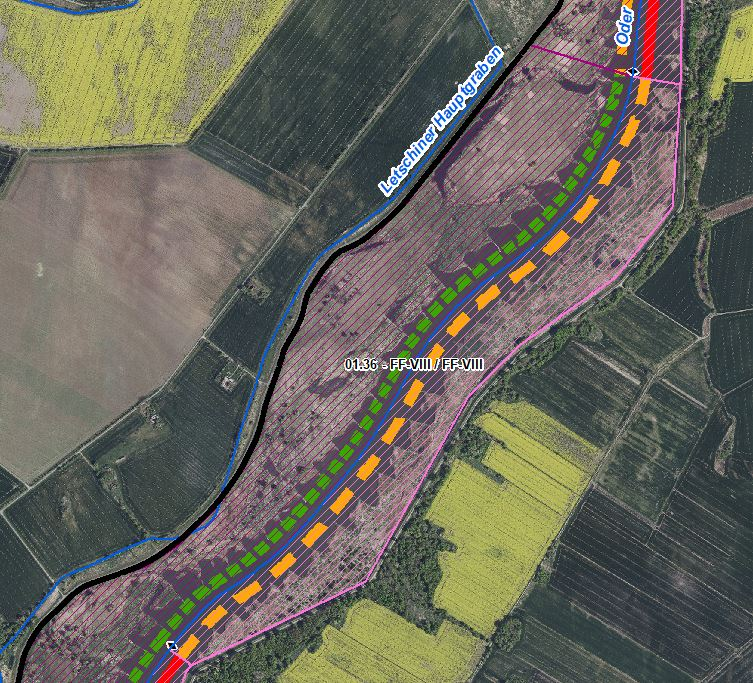 Oder
Letschiner Hauptgraben
01.36 - FF-VIII / FF-VIII